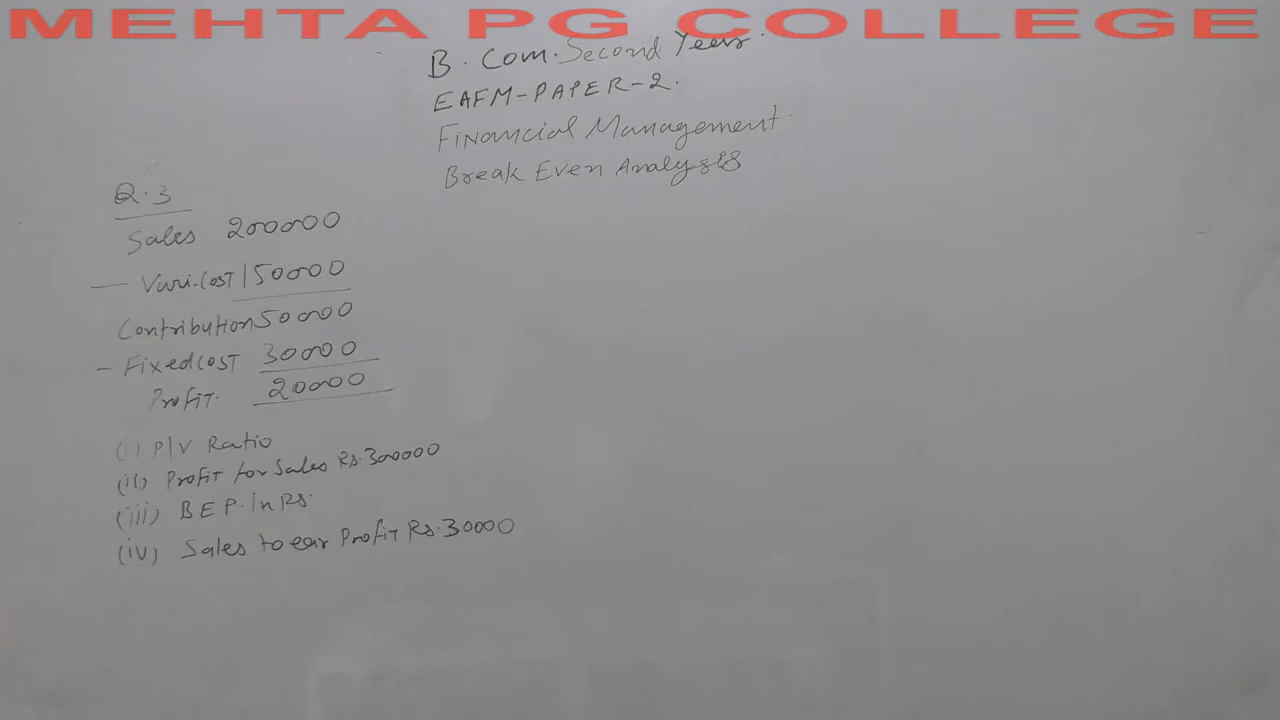 MEHTA PG COLLEGE
B. Com. Second Year.
EAFM-PAPER-2.
Financial Management.
Break Even Analysis
Q.3
Sales 200000
- Vari.Cost 150000
Contribution 50000
- Fixed cost 30000
Profit. 20000
(i) P/V Ratio
(ii) Profit for Sales Rs.300000
(iii) BEP. in Rs.
(iv) Sales to ear Profit Rs.30000